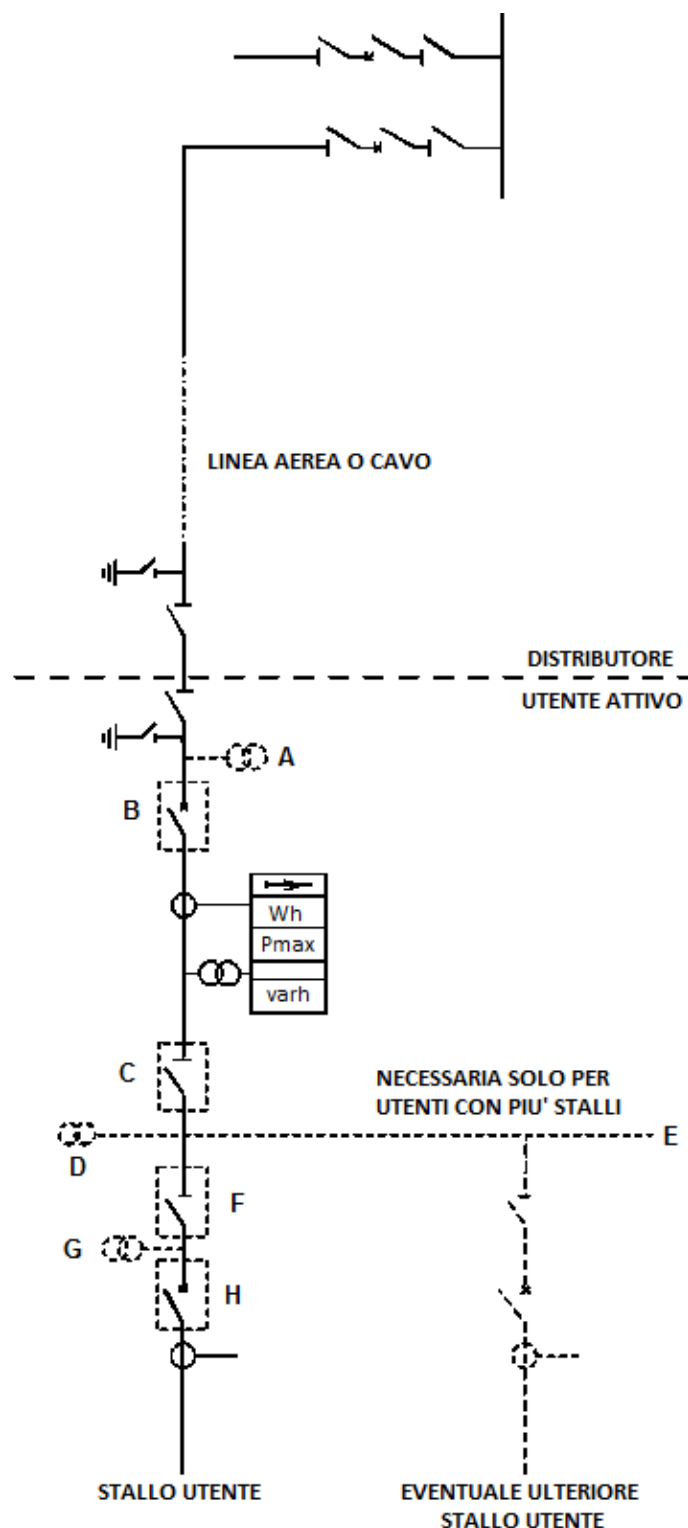 LINEA AEREA O CAVO
DISTRIBUTORE
UTENTE ATTIVO
A
B
Wh
Pmax
varh
C
NECESSARIA SOLO PER
UTENTI CON PIU' STALLI
D
E
F
G
H
STALLO UTENTE
EVENTUALE ULTERIORE
STALLO UTENTE